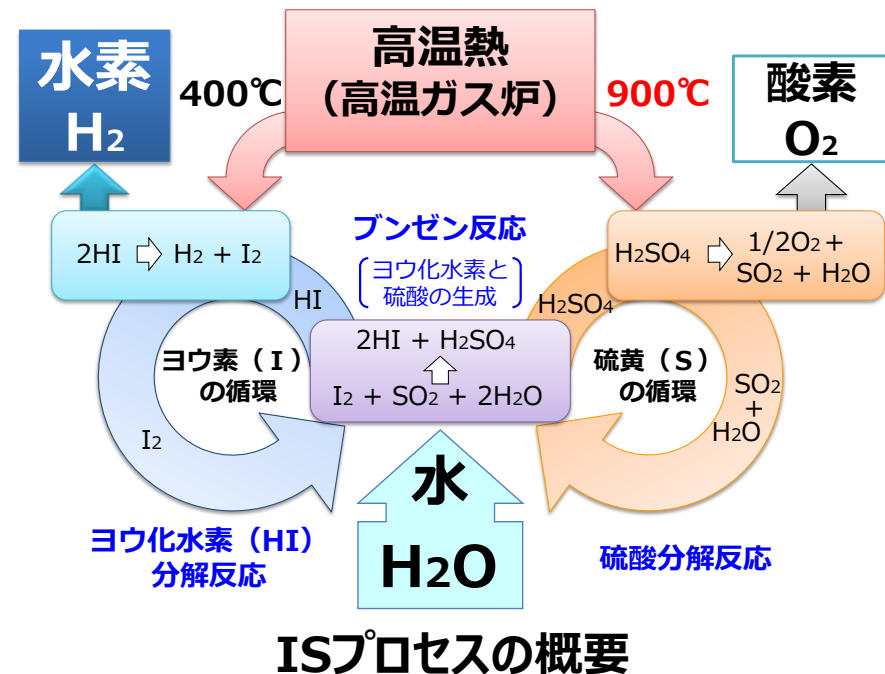 水素
H₂
400℃
高温熱
（高温ガス炉）
900℃
酸素
O₂
2HI ⇨ H₂ + I₂
ブンゼン反応
ヨウ化水素と
硫酸の生成
H₂SO₄ ⇨ 1/2O₂ +
SO₂ + H₂O
HI
H₂SO₄
ヨウ素（I）
の循環
2HI + H₂SO₄
⇧
I₂ + SO₂ + 2H₂O
硫黄（S）
の循環
I₂
SO₂
+
H₂O
水
H₂O
ヨウ化水素（HI）
分解反応
硫酸分解反応
ISプロセスの概要